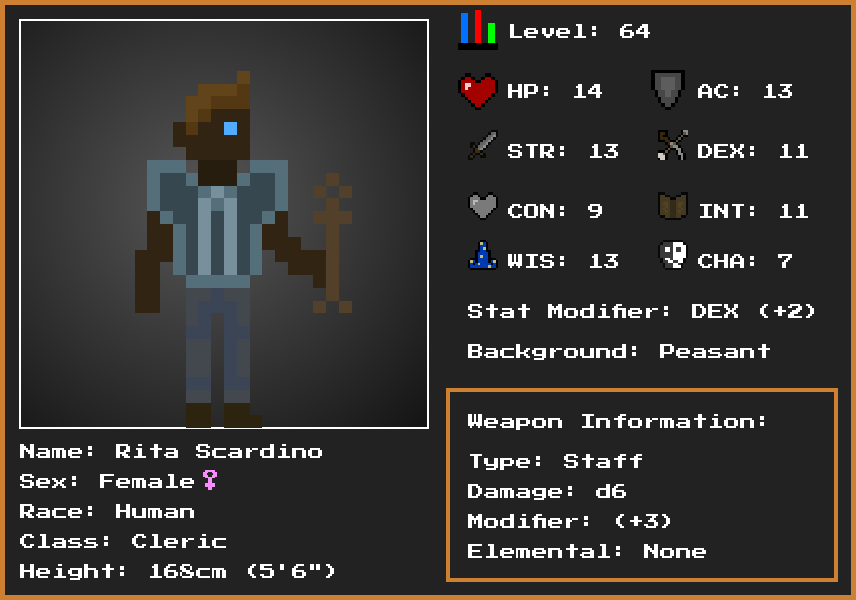 Level: 64
HP: 14
AC: 13
STR: 13
DEX: 11
CON: 9
INT: 11
WIS: 13
CHA: 7
Stat Modifier: DEX (+2)
Background: Peasant
Weapon Information:
Type: Staff
Damage: d6
Modifier: (+3)
Elemental: None
Name: Rita Scardino
Sex: Female♀
Race: Human
Class: Cleric
Height: 168cm (5'6")